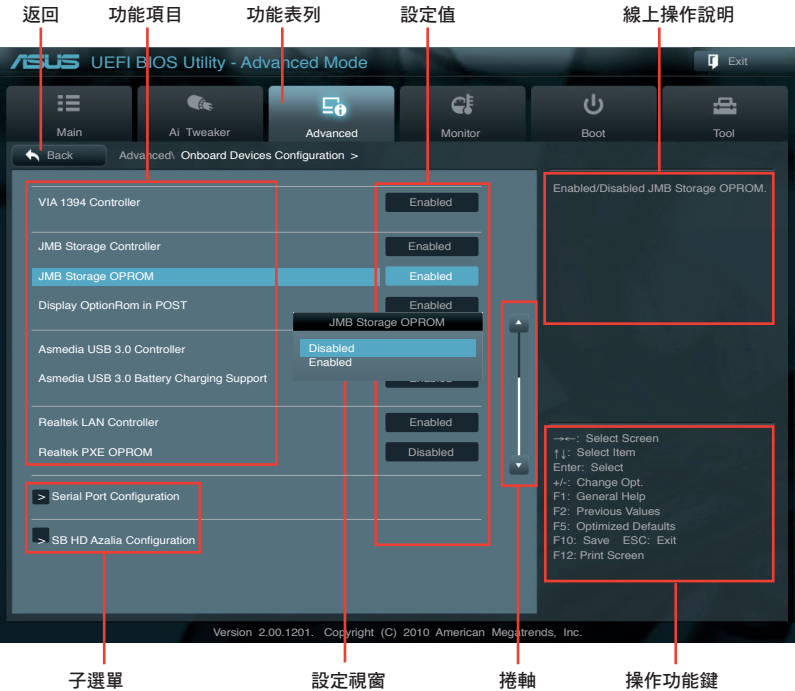 返回 功能項目 功能表列 設定值 線上操作說明
ASUS UEFI BIOS Utility - Advanced Mode Exit
Main Ai Tweaker Advanced Monitor Boot Tool
Back Advanced\ Onboard Devices Configuration >
Enabled/Disabled JMB Storage OPROM.
VIA 1394 Controller Enabled
JMB Storage Controller Enabled
JMB Storage OPROM Enabled
Display OptionRom in POST Enabled
JMB Storage OPROM
Disabled
Enabled
Asmedia USB 3.0 Controller
Asmedia USB 3.0 Battery Charging Support Enabled
Realtek LAN Controller Enabled
Realtek PXE OPROM Disabled
> Serial Port Configuration
> SB HD Azalia Configuration
→←: Select Screen
↑↓: Select Item
Enter: Select
+/-: Change Opt.
F1: General Help
F2: Previous Values
F5: Optimized Defaults
F10: Save ESC: Exit
F12: Print Screen
Version 2.00.1201. Copyright (C) 2010 American Megatrends, Inc.
子選單 設定視窗 捲軸 操作功能鍵